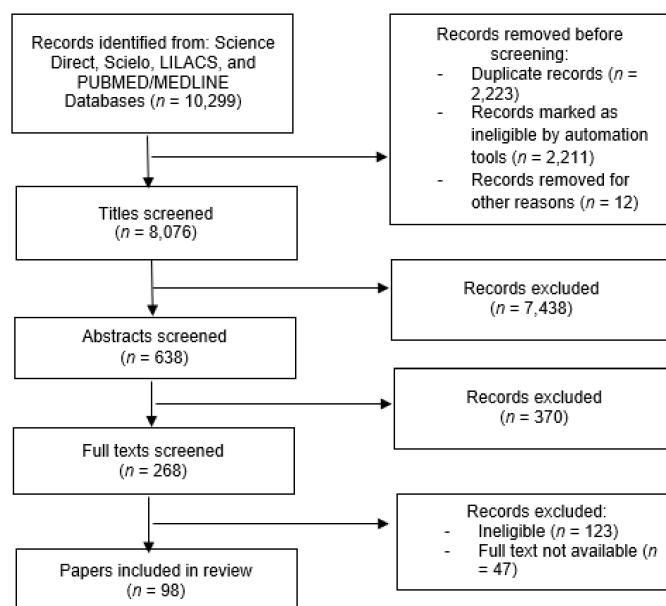 Records identified from: Science
Direct, Scielo, LILACS, and
PUBMED/MEDLINE
Databases (n = 10,299)
Records removed before
screening:
- Duplicate records (n =
2,223)
- Records marked as
ineligible by automation
tools (n = 2,211)
- Records removed for
other reasons (n = 12)
Titles screened
(n = 8,076)
Records excluded
(n = 7,438)
Abstracts screened
(n = 638)
Records excluded
(n = 370)
Full texts screened
(n = 268)
Records excluded:
- Ineligible (n = 123)
- Full text not available (n
= 47)
Papers included in review
(n = 98)